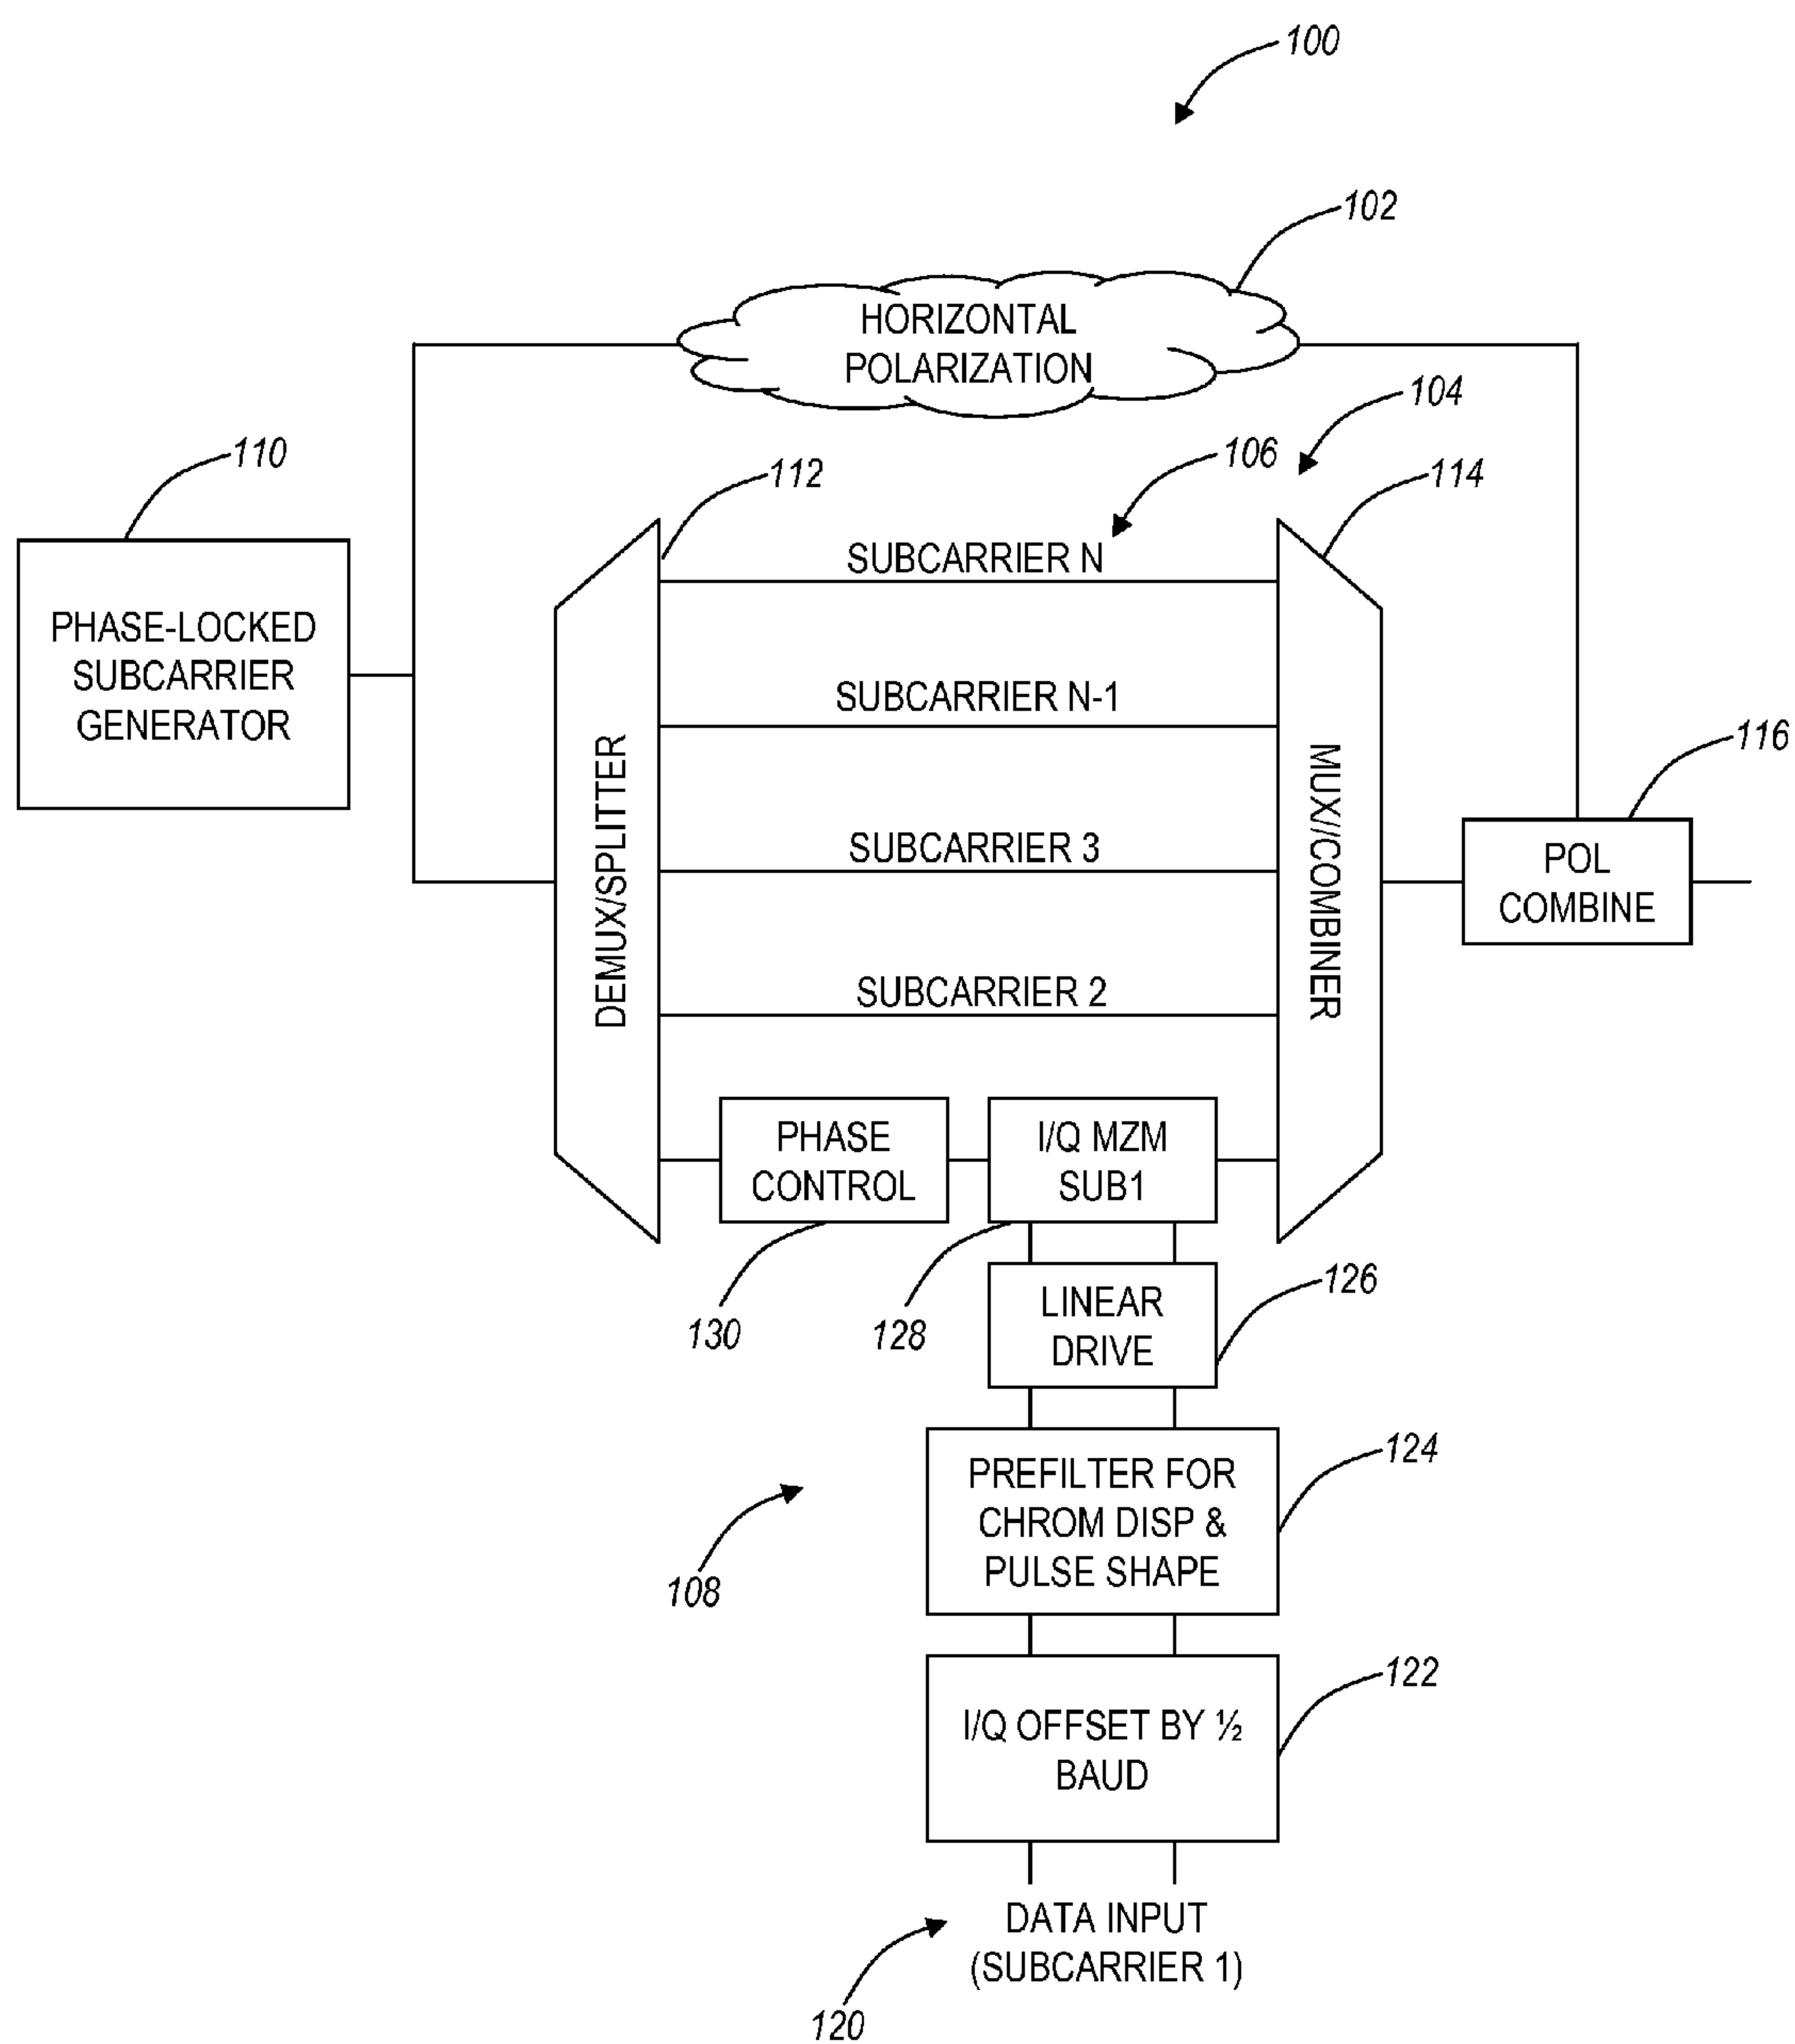 100
102
HORIZONTAL
POLARIZATION
104
110
112
106
114
SUBCARRIER N
PHASE-LOCKED
SUBCARRIER
GENERATOR
SUBCARRIER N-1
116
DEMUX/SPLITTER
MUX/COMBINER
SUBCARRIER 3
POL
COMBINE
SUBCARRIER 2
PHASE
CONTROL
I/Q MZM
SUB1
130
128
126
LINEAR
DRIVE
124
PREFILTER FOR
CHROM DISP &
PULSE SHAPE
108
122
I/Q OFFSET BY ½
BAUD
DATA INPUT
(SUBCARRIER 1)
120